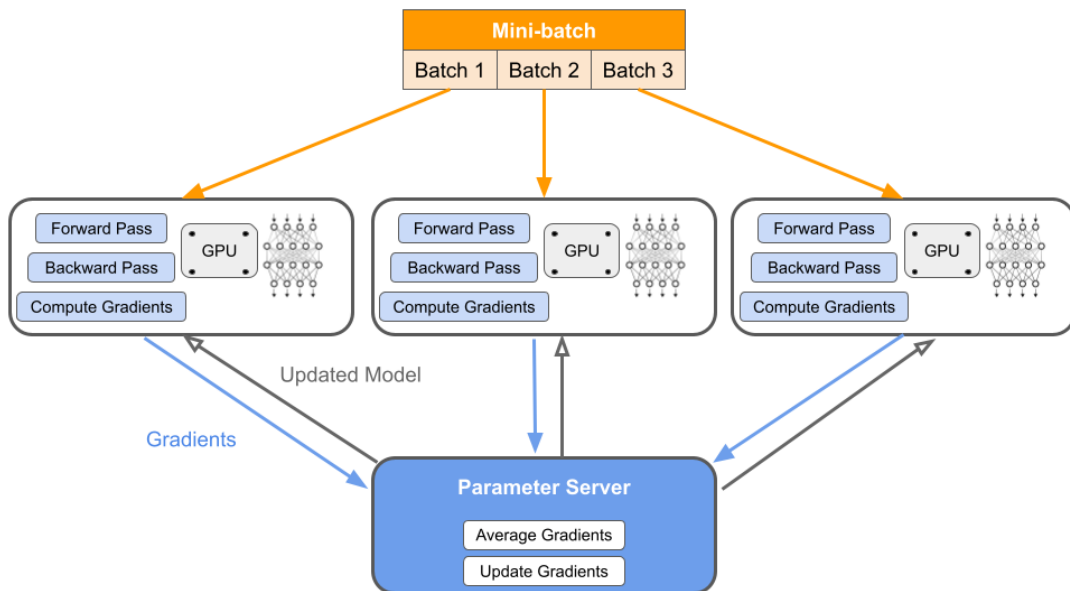 Mini-batch
Batch 1 Batch 2 Batch 3
Forward Pass
Backward Pass
Compute Gradients
GPU
Forward Pass
Backward Pass
Compute Gradients
GPU
Forward Pass
Backward Pass
Compute Gradients
GPU
Updated Model
Gradients
Parameter Server
Average Gradients
Update Gradients